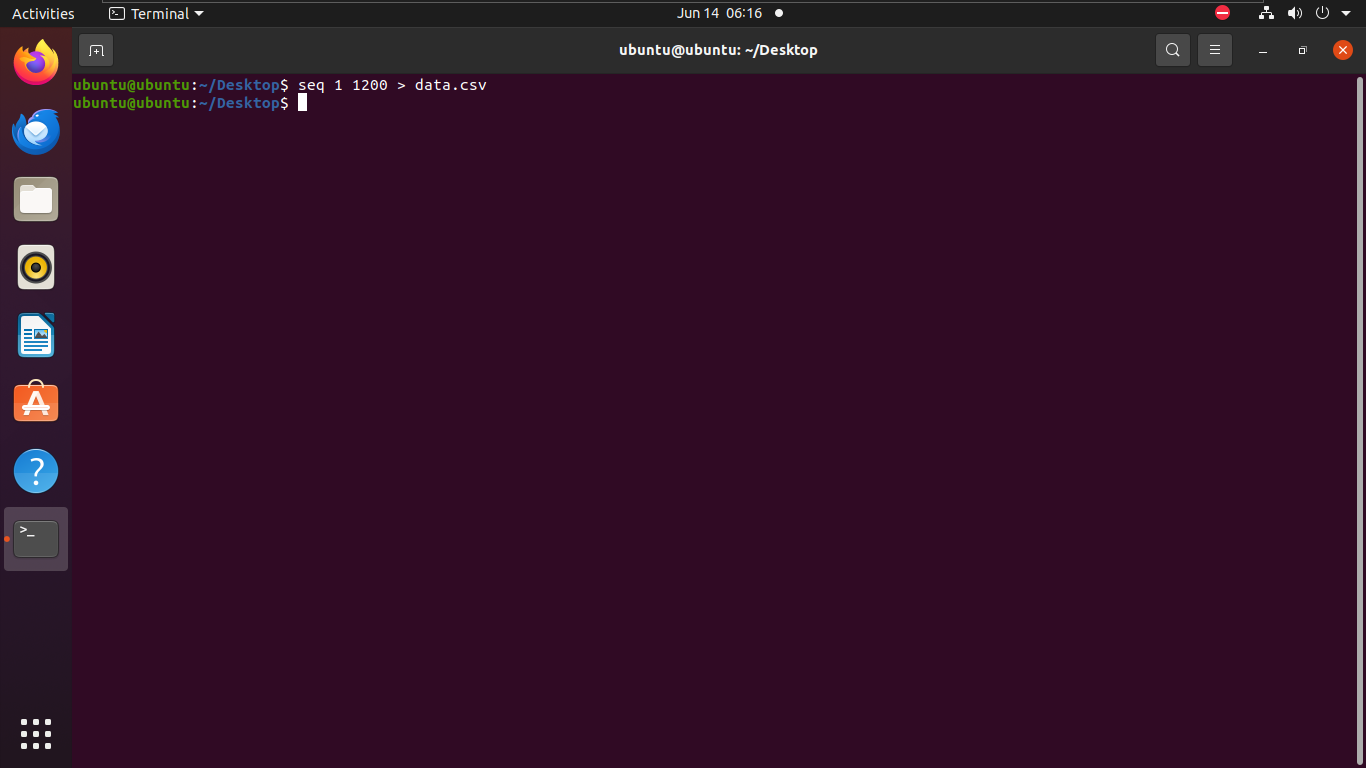 Activities
Terminal
Jun 14 06:16
ubuntu@ubuntu: ~/Desktop
ubuntu@ubuntu:~/Desktop$ seq 1 1200 > data.csv
ubuntu@ubuntu:~/Desktop$